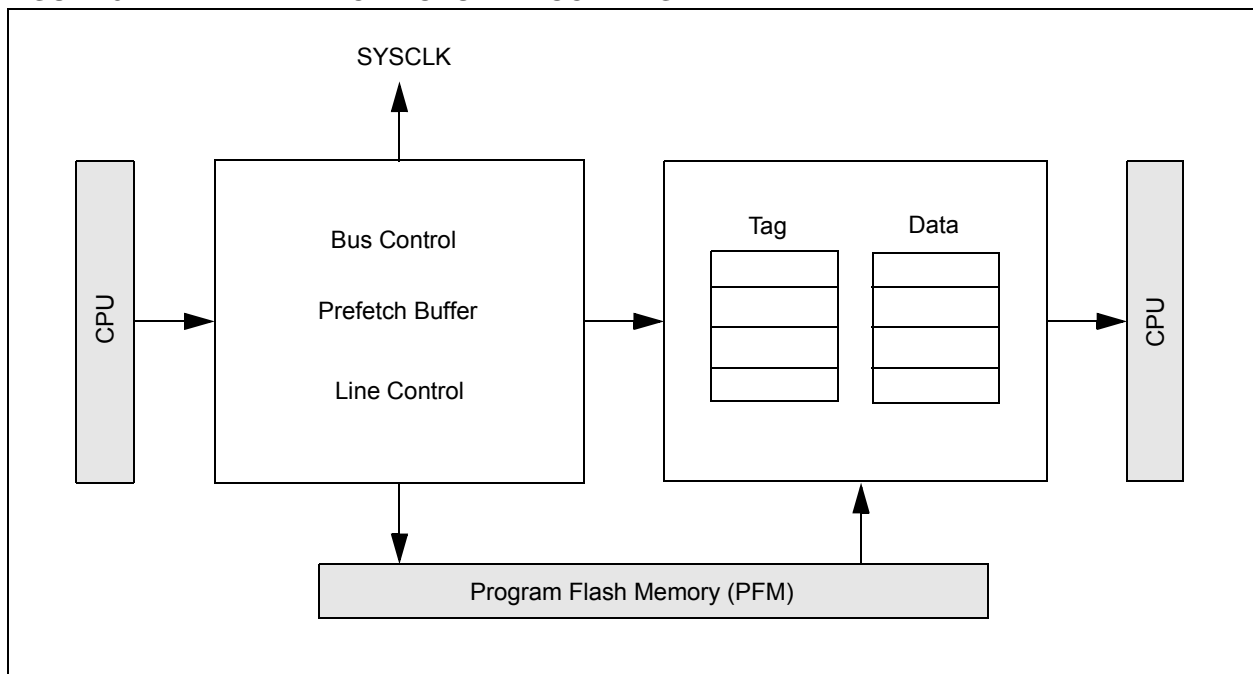 SYSCLK
CPU
Bus Control
Prefetch Buffer
Line Control
Tag
Data
CPU
Program Flash Memory (PFM)